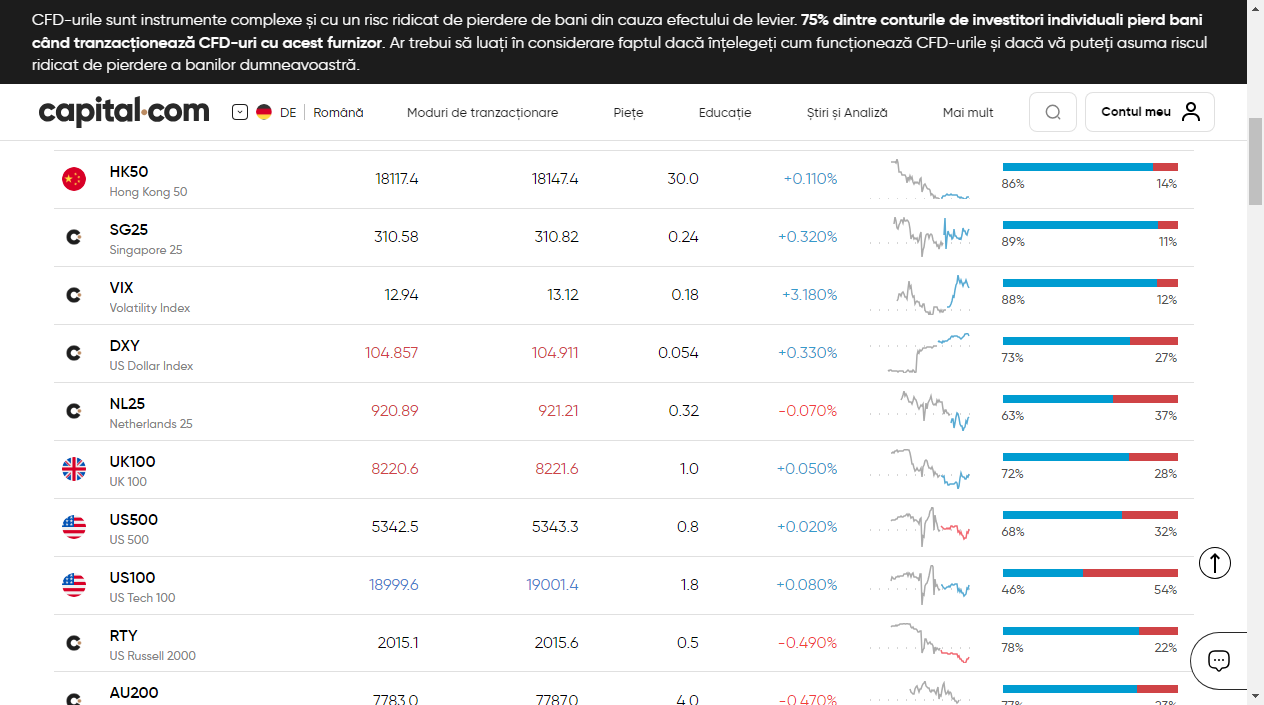 CFD-urile sunt instrumente complexe și cu un risc ridicat de pierdere de bani din cauza efectului de levier. 75% dintre conturile de investitori individuali pierd bani
când tranzacționează CFD-uri cu acest furnizor. Ar trebui să luați în considerare faptul dacă înțelegeți cum funcționează CFD-urile și dacă vă puteți asuma riscul
ridicat de pierdere a banilor dumneavoastră.
capital.com DE Română Moduri de tranzacționare Piețe Educație Știri și Analiză Mai mult Contul meu
HK50 18117.4 18147.4 30.0 +0.110%
Hong Kong 50 86% 14%
SG25 310.58 310.82 0.24 +0.320%
Singapore 25 89% 11%
VIX 12.94 13.12 0.18 +3.180%
Volatility Index 88% 12%
DXY 104.857 104.911 0.054 +0.330%
US Dollar Index 73% 27%
NL25 920.89 921.21 0.32 -0.070%
Netherlands 25 63% 37%
UK100 8220.6 8221.6 1.0 +0.050%
UK 100 72% 28%
US500 5342.5 5343.3 0.8 +0.020%
US 500 68% 32%
US100 18999.6 19001.4 1.8 +0.080%
US Tech 100 46% 54%
RTY 2015.1 2015.6 0.5 -0.490%
US Russell 2000 78% 22%
AU200 7783.0 7787.0 4.0 -0.470%
77% 23%